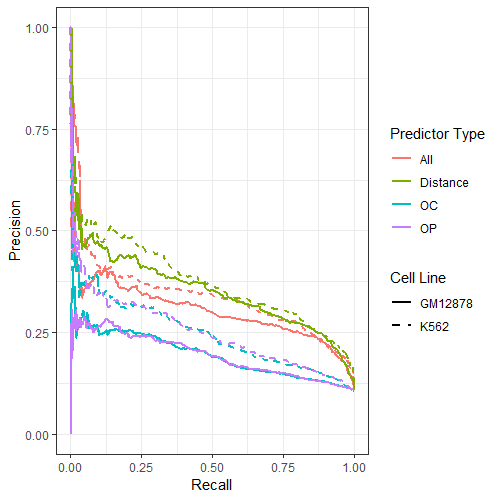 1.00
0.75
0.50
0.25
0.00
Precision
0.00 0.25 0.50 0.75 1.00
Recall
Predictor Type
All
Distance
OC
OP
Cell Line
GM12878
K562